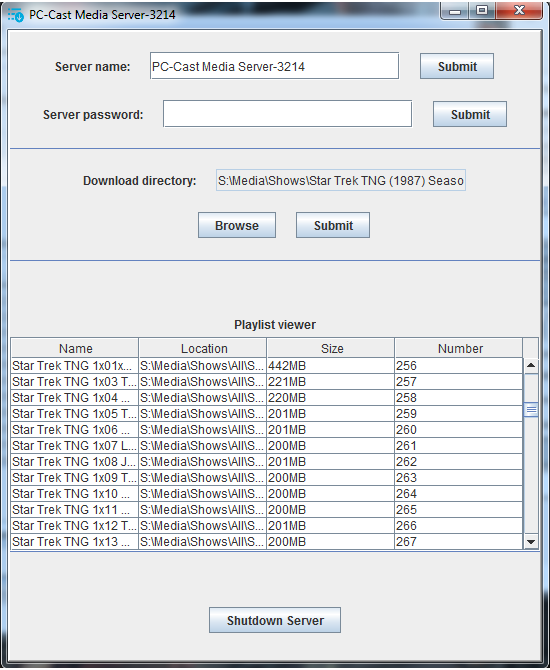 PC-Cast Media Server-3214
Server name: PC-Cast Media Server-3214 Submit
Server password: Submit
Download directory: S:\Media\Shows\Star Trek TNG (1987) Seaso
Browse Submit
Playlist viewer
Name Location Size Number
Star Trek TNG 1x01x... S:\Media\Shows\All\S... 442MB 256
Star Trek TNG 1x03 T... S:\Media\Shows\All\S... 221MB 257
Star Trek TNG 1x04 ... S:\Media\Shows\All\S... 220MB 258
Star Trek TNG 1x05 T... S:\Media\Shows\All\S... 201MB 259
Star Trek TNG 1x06 ... S:\Media\Shows\All\S... 201MB 260
Star Trek TNG 1x07 L... S:\Media\Shows\All\S... 200MB 261
Star Trek TNG 1x08 J... S:\Media\Shows\All\S... 201MB 262
Star Trek TNG 1x09 T... S:\Media\Shows\All\S... 200MB 263
Star Trek TNG 1x10 ... S:\Media\Shows\All\S... 200MB 264
Star Trek TNG 1x11 ... S:\Media\Shows\All\S... 200MB 265
Star Trek TNG 1x12 T... S:\Media\Shows\All\S... 201MB 266
Star Trek TNG 1x13 ... S:\Media\Shows\All\S... 200MB 267
Shutdown Server